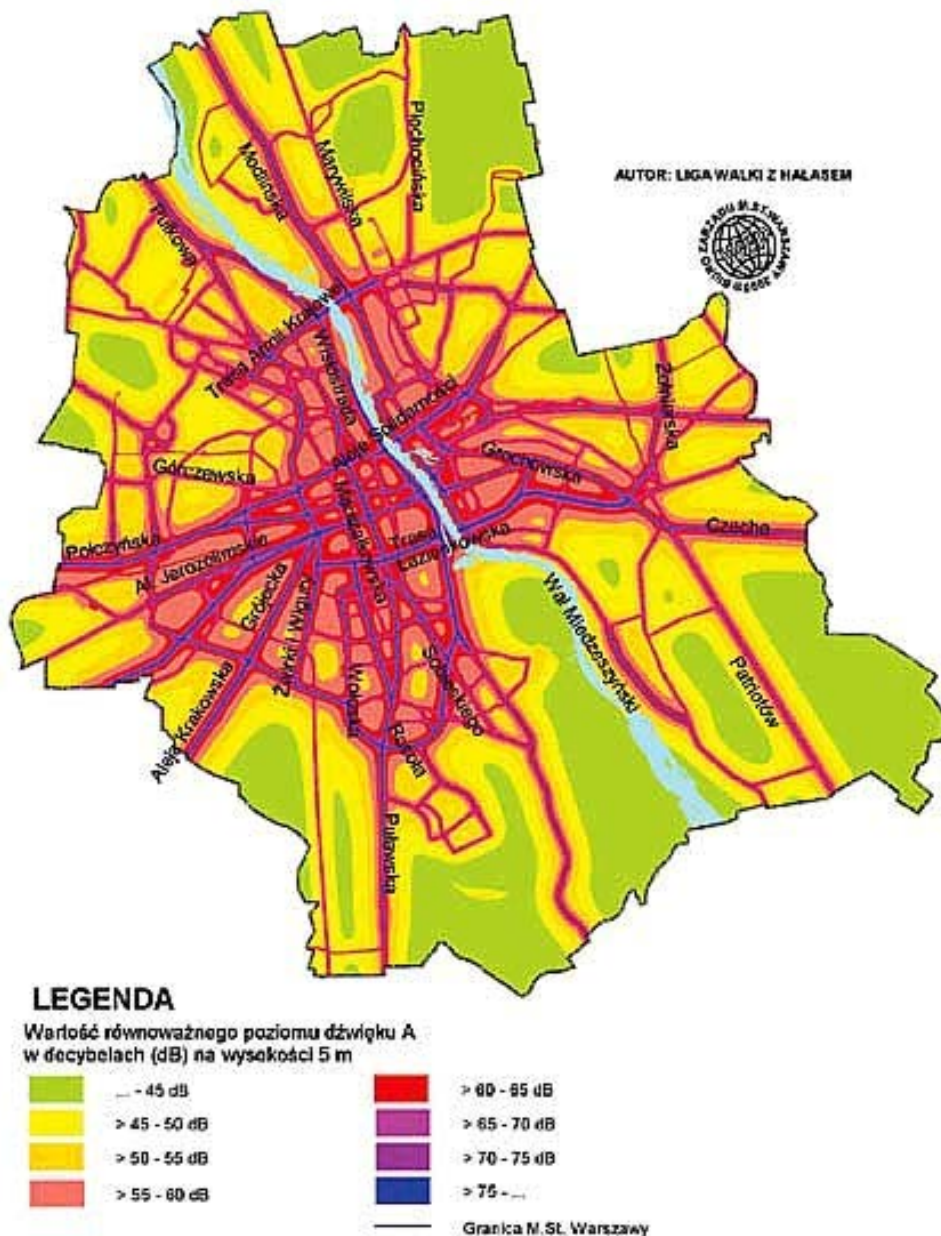 AUTOR: LIGA WALKI Z HAŁASEM
Płochocińska
Marywilska
Modlińska
Trasa Armii Krajowej
Wisłostrada
Aleje Solidarności
Żołnierska
Górczewska
Grochowska
Marszałkowska
Połczyńska
Trasa
Łazienkowska
Czecha
Al. Jerozolimskie
Grójecka
Żwirki i Wigury
Wał Miedzeszyński
Patriotów
Aleja Krakowska
Wołoska
Sobieskiego
Rosoła
Puławska
LEGENDA
Wartość równoważnego poziomu dźwięku A
w decybelach (dB) na wysokości 5 m
... - 45 dB
> 45 - 50 dB
> 50 - 55 dB
> 55 - 60 dB
> 60 - 65 dB
> 65 - 70 dB
> 70 - 75 dB
> 75 - ...
Granica M.St. Warszawy